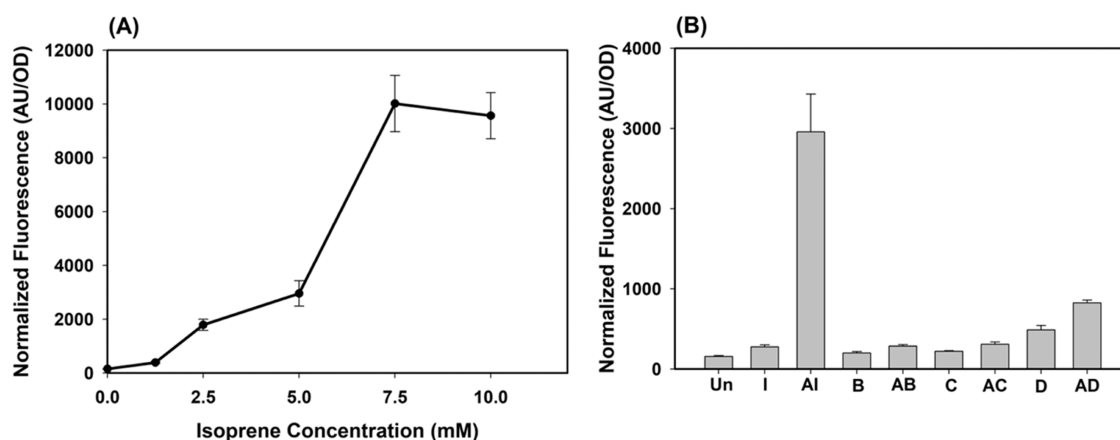 (A)
Normalized Fluorescence (AU/OD)
12000
10000
8000
6000
4000
2000
0
0.0 2.5 5.0 7.5 10.0
Isoprene Concentration (mM)
(B)
Normalized Fluorescence (AU/OD)
4000
3000
2000
1000
0
Un I AI B AB C AC D AD